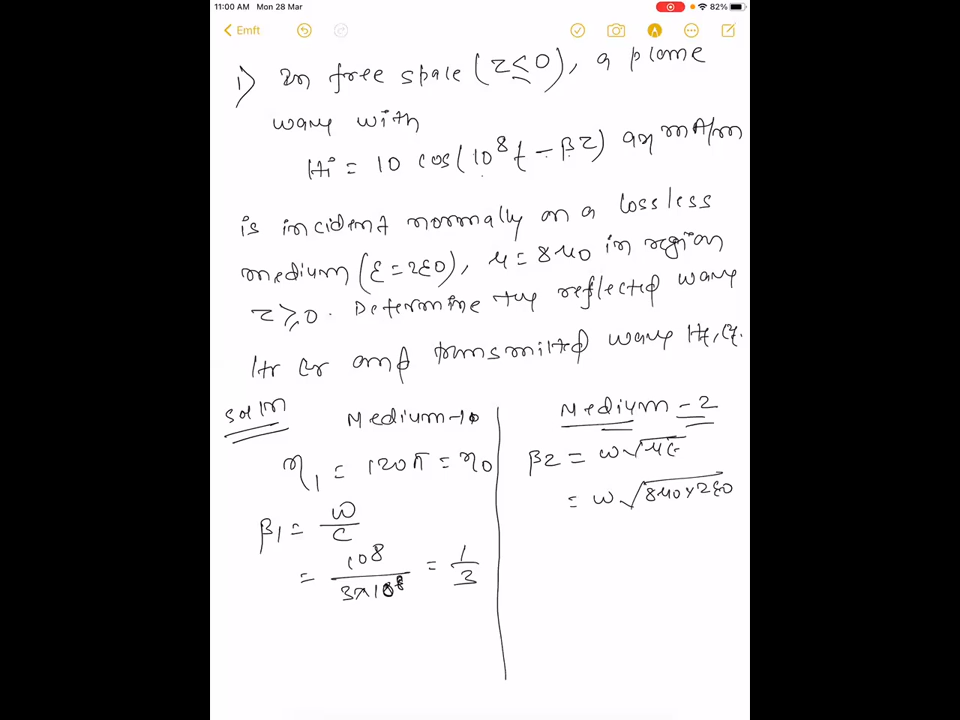 11:00 AM Mon 28 Mar 82%
Emft
1) In free space (z ≤ 0), a plane
wave with
Hi = 10 cos(10⁸t - βz) ax mA/m
is incident normally on a lossless
medium (ε = 2ε0), μ = 8μ0 in region
z ≥ 0. Determine the reflected wave
Hr Er and transmitted wave Ht, Et.
Soln
Medium-1
η1 = 120π = η0
β1 = ω/c
= 10⁸/3×10⁸ = 1/3
Medium-2
β2 = ω√με
= ω√8μ0×2ε0